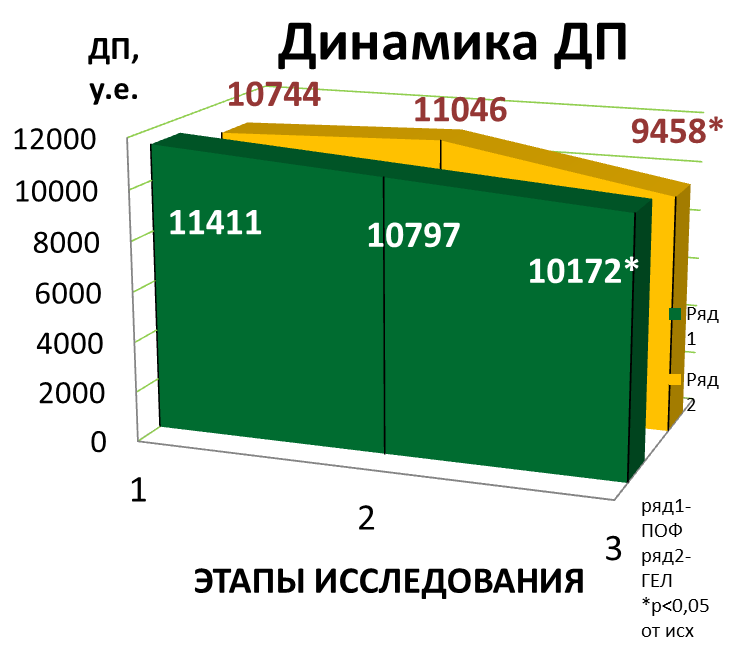 Динамика ДП
ДП,
у.е.
10744
11046
9458*
12000
10000
8000
6000
4000
2000
0
11411
10797
10172*
Ряд
1
Ряд
2
1
2
3
ЭТАПЫ ИССЛЕДОВАНИЯ
ряд1-
ПОФ
ряд2-
ГЕЛ
*p<0,05
от исх